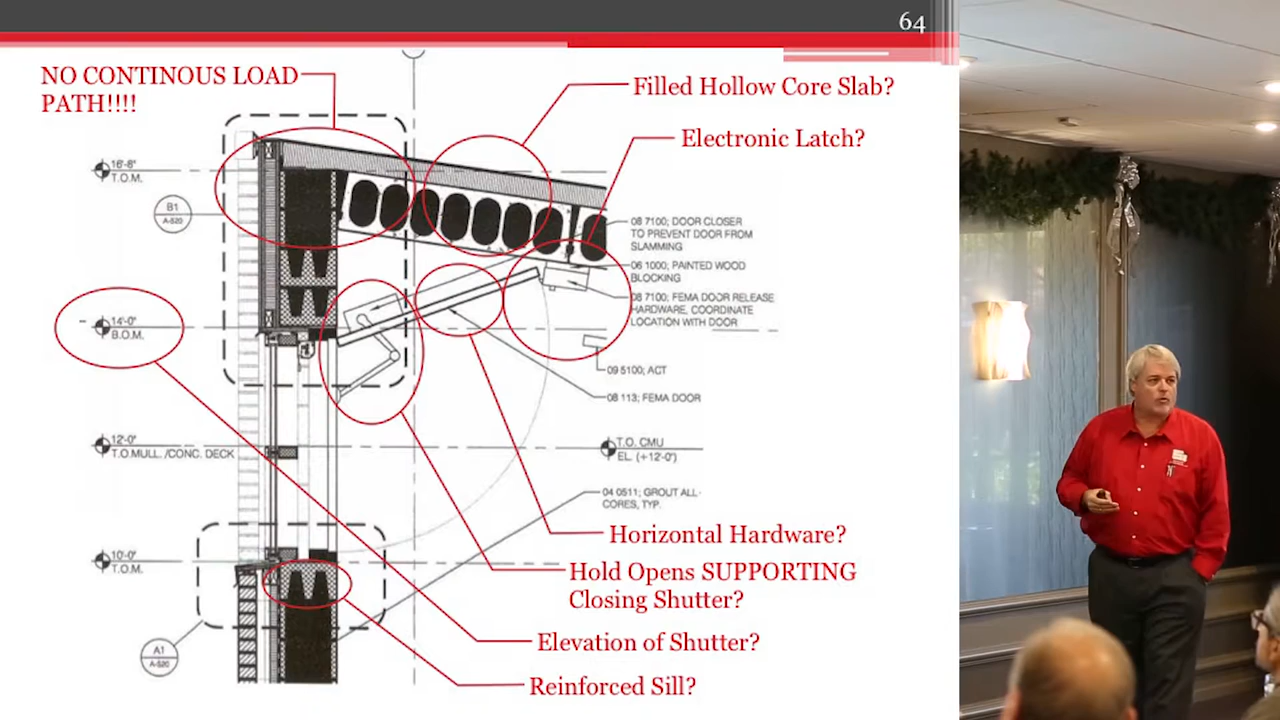 64
NO CONTINOUS LOAD
PATH!!!!
Filled Hollow Core Slab?
Electronic Latch?
16'-8"
T.O.M.
B1
A-520
08 7100; DOOR CLOSER
TO PREVENT DOOR FROM
SLAMMING
06 1000; PAINTED WOOD
BLOCKING
08 7100; FEMA DOOR RELEASE
HARDWARE, COORDINATE
LOCATION WITH DOOR
14'-0"
B.O.M.
09 5100; ACT
08 113; FEMA DOOR
12'-0"
T.O.MULL. /CONC. DECK
T.O. CMU
EL. (+12'-0")
04 0511; GROUT ALL
CORES, TYP.
Horizontal Hardware?
10'-0"
T.O.M.
Hold Opens SUPPORTING
Closing Shutter?
Elevation of Shutter?
A1
A-520
Reinforced Sill?